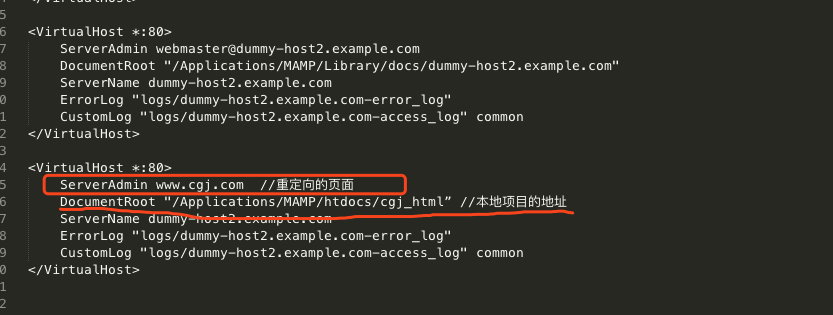 5
6 <VirtualHost *:80>
7 ServerAdmin webmaster@dummy-host2.example.com
8 DocumentRoot "/Applications/MAMP/Library/docs/dummy-host2.example.com"
9 ServerName dummy-host2.example.com
0 ErrorLog "logs/dummy-host2.example.com-error_log"
1 CustomLog "logs/dummy-host2.example.com-access_log" common
2 </VirtualHost>
3
4 <VirtualHost *:80>
5 ServerAdmin www.cgj.com //重定向的页面
6 DocumentRoot "/Applications/MAMP/htdocs/cgj_html” //本地项目的地址
7 ServerName dummy-host2.example.com
8 ErrorLog "logs/dummy-host2.example.com-error_log"
9 CustomLog "logs/dummy-host2.example.com-access_log" common
0 </VirtualHost>
1
2